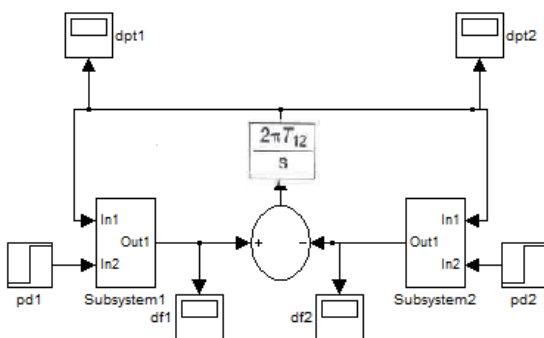 dpt1
dpt2
2πT12
s
In1
Out1
In2
Subsystem1
pd1
df1
+
−
In1
Out1
In2
Subsystem2
pd2
df2